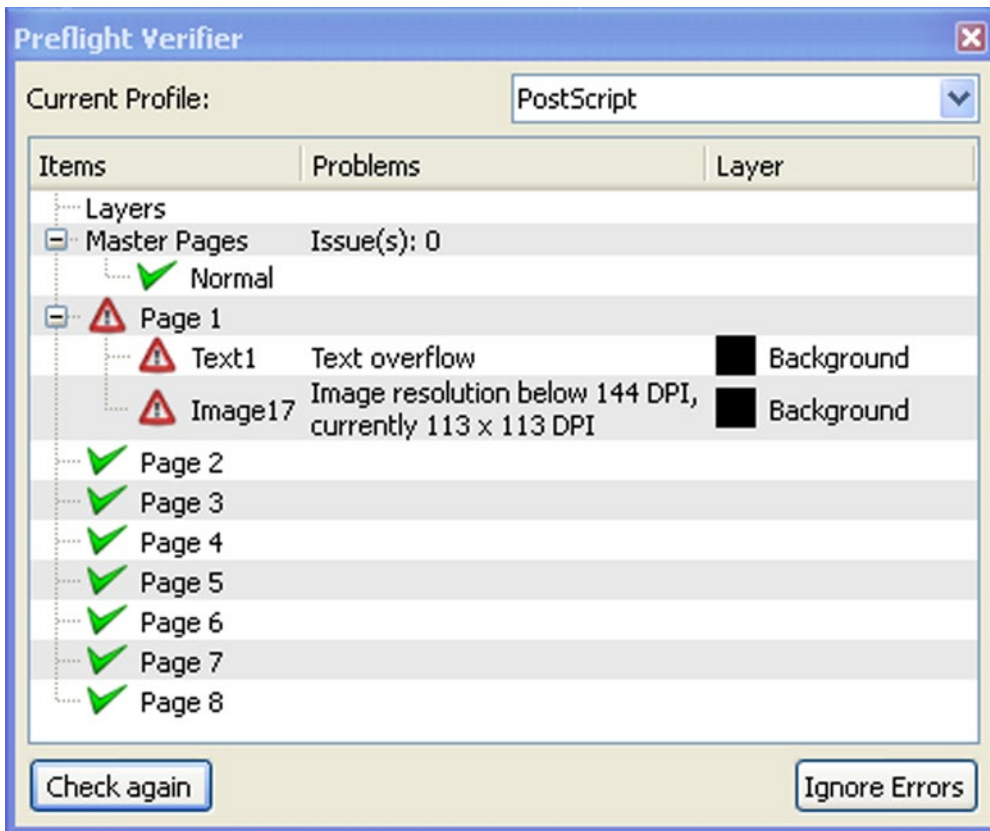 Preflight Verifier
Current Profile: PostScript
Items Problems Layer
Layers
Master Pages Issue(s): 0
Normal
Page 1
Text1 Text overflow Background
Image17 Image resolution below 144 DPI, currently 113 x 113 DPI Background
Page 2
Page 3
Page 4
Page 5
Page 6
Page 7
Page 8
Check again Ignore Errors